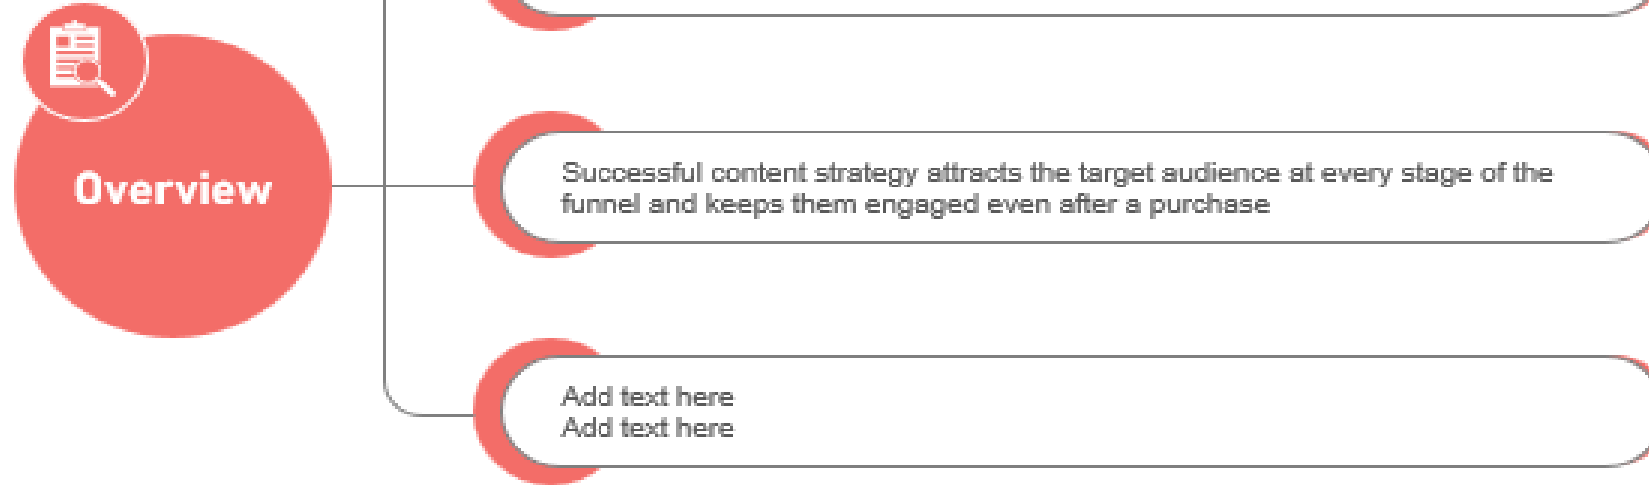 Overview
Successful content strategy attracts the target audience at every stage of the
funnel and keeps them engaged even after a purchase
Add text here
Add text here